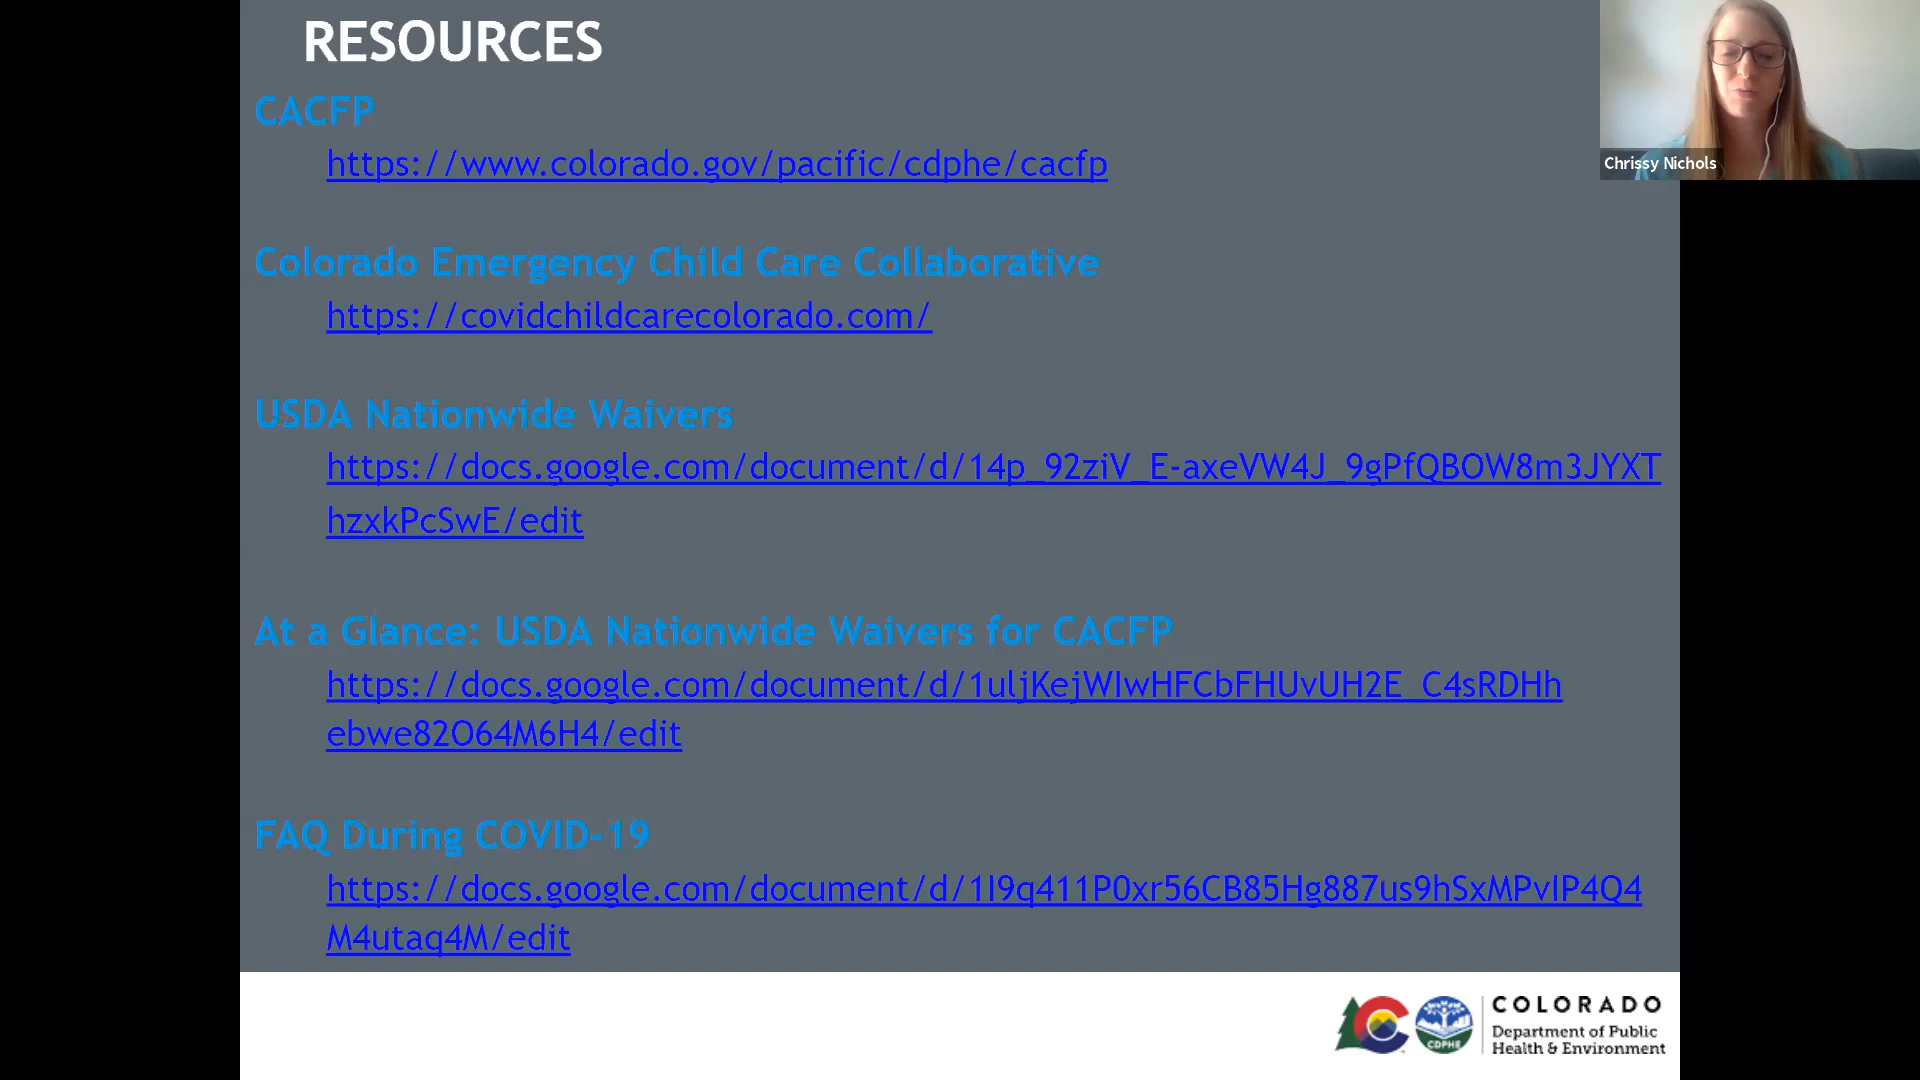 RESOURCES
CACFP
https://www.colorado.gov/pacific/cdphe/cacfp
Colorado Emergency Child Care Collaborative
https://covidchildcarecolorado.com/
USDA Nationwide Waivers
https://docs.google.com/document/d/14p_92ziV_E-axeVW4J_9gPfQBOW8m3JYXT
hzxkPcSwE/edit
At a Glance: USDA Nationwide Waivers for CACFP
https://docs.google.com/document/d/1uljKejWIwHFCbFHUvUH2E_C4sRDHh
ebwe82O64M6H4/edit
FAQ During COVID-19
https://docs.google.com/document/d/1I9q411P0xr56CB85Hg887us9hSxMPvIP4Q4
M4utaq4M/edit
Chrissy Nichols
CDPHE
COLORADO
Department of Public
Health & Environment